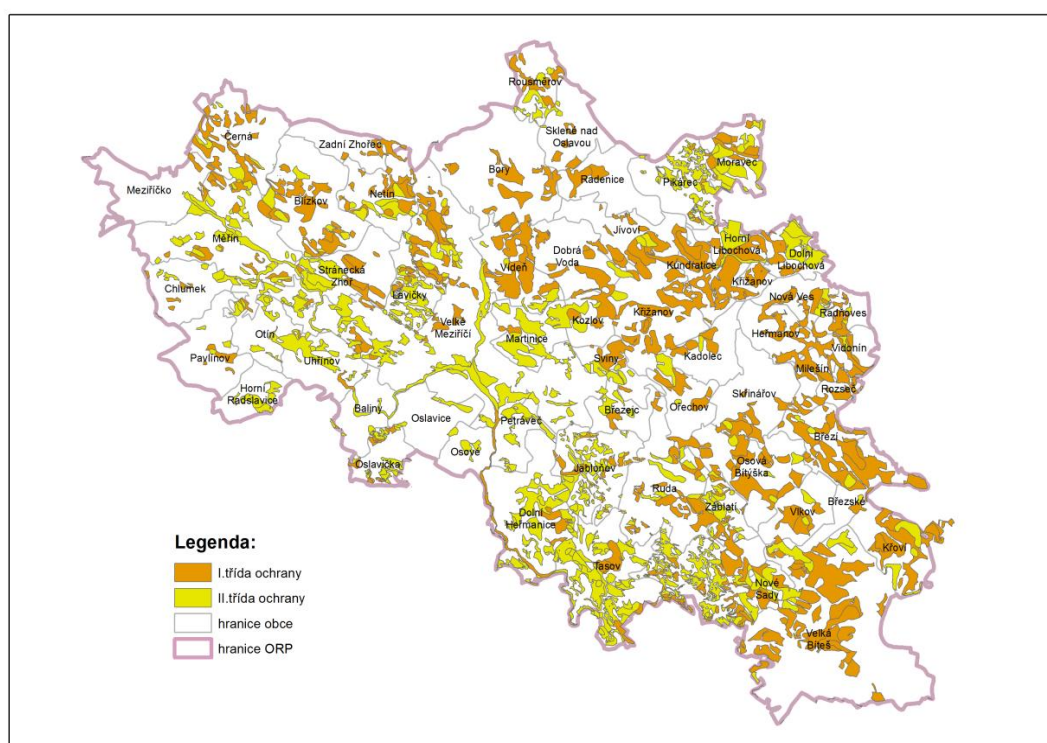 Rousměrov
Sklené nad
Oslavou
Černá
Zadní Zhořec
Bory
Moravec
Meziříčko
Netín
Radenice
Pikárec
Blízkov
Měřín
Jívoví
Horní
Libochová
Dolní
Libochová
Vídeň
Dobrá
Voda
Kundratice
Stránecká
Zhoř
Křižanov
Chlumek
Lavičky
Nová Ves
Radňoves
Velké
Meziříčí
Kozlov
Křižanov
Otín
Martinice
Heřmanov
Vidonín
Pavlínov
Uhřínov
Sviny
Kadolec
Milešín
Rozseč
Horní
Radslavice
Skřinářov
Baliny
Oslavice
Petráveč
Březejc
Ořechov
Březí
Osové
Oslavička
Jabloňov
Osová
Bítýška
Ruda
Záblatí
Březské
Dolní
Heřmanice
Vlkov
Křoví
Tasov
Nové
Sady
Velká
Bíteš
Legenda:
I.třída ochrany
II.třída ochrany
hranice obce
hranice ORP